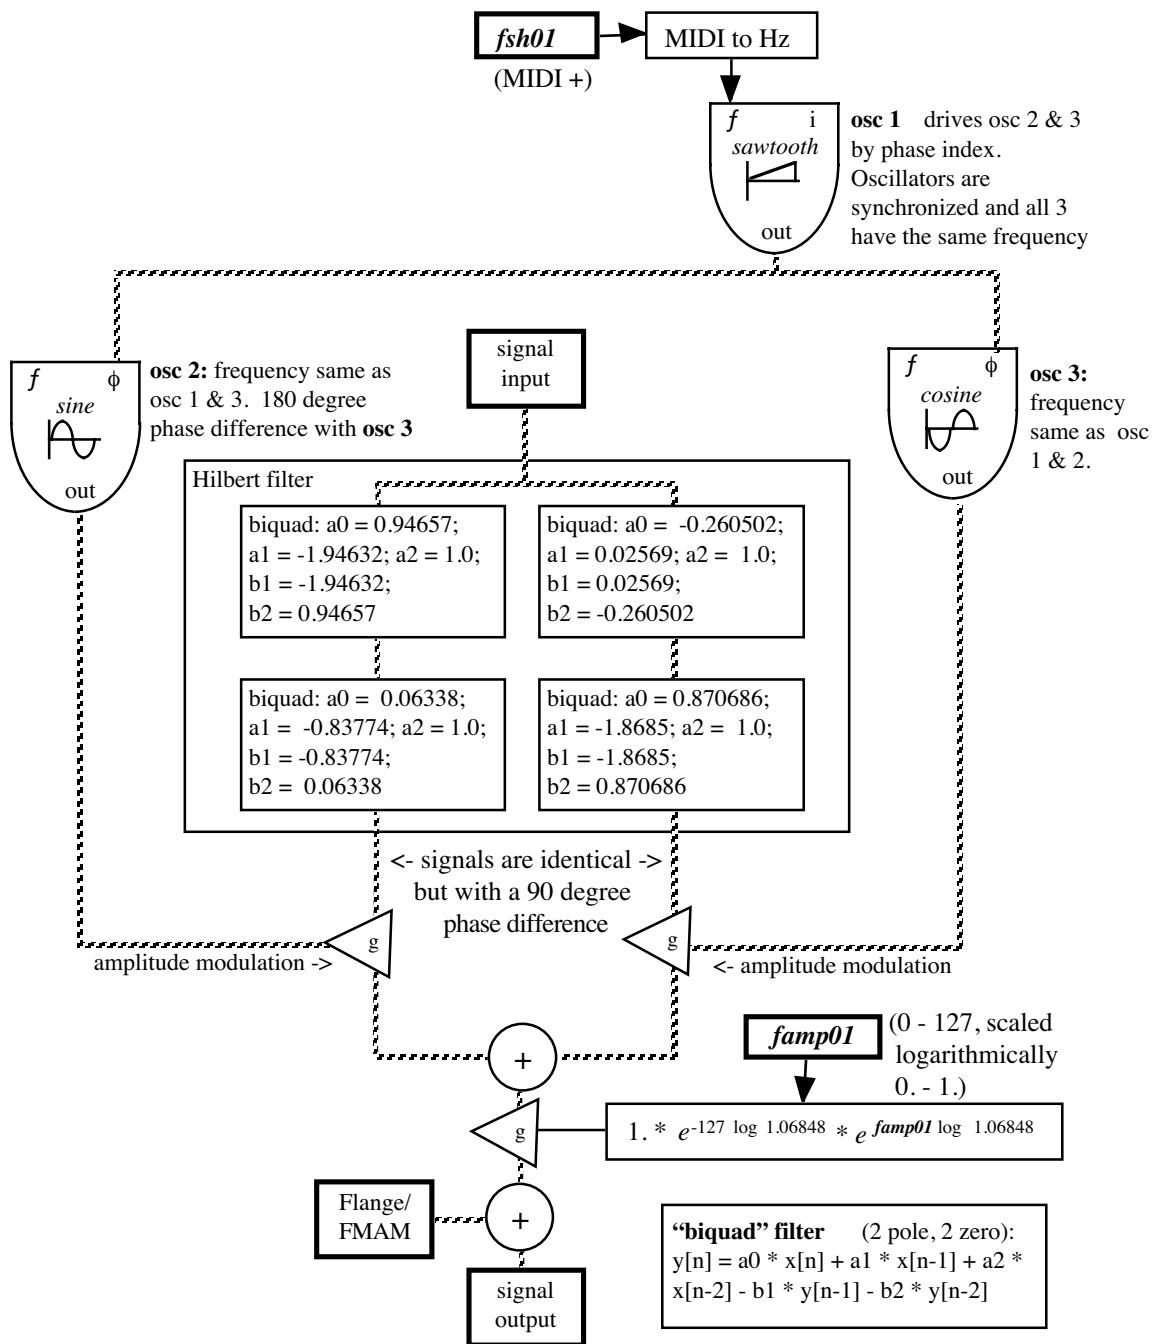 fsh01
MIDI to Hz
(MIDI +)
ƒ i
sawtooth
out
osc 1 drives osc 2 & 3
by phase index.
Oscillators are
synchronized and all 3
have the same frequency
signal
input
ƒ ϕ
sine
out
osc 2: frequency same as
osc 1 & 3. 180 degree
phase difference with osc 3
ƒ ϕ
cosine
out
osc 3:
frequency
same as osc
1 & 2.
Hilbert filter
biquad: a0 = 0.94657;
a1 = -1.94632; a2 = 1.0;
b1 = -1.94632;
b2 = 0.94657
biquad: a0 = -0.260502;
a1 = 0.02569; a2 = 1.0;
b1 = 0.02569;
b2 = -0.260502
biquad: a0 = 0.06338;
a1 = -0.83774; a2 = 1.0;
b1 = -0.83774;
b2 = 0.06338
biquad: a0 = 0.870686;
a1 = -1.8685; a2 = 1.0;
b1 = -1.8685;
b2 = 0.870686
<- signals are identical ->
but with a 90 degree
phase difference
g
g
amplitude modulation ->
<- amplitude modulation
+
famp01
(0 - 127, scaled
logarithmically
0. - 1.)
g
1. * e-127 log 1.06848 * e famp01 log 1.06848
Flange/
FMAM
+
signal
output
“biquad” filter (2 pole, 2 zero):
y[n] = a0 * x[n] + a1 * x[n-1] + a2 *
x[n-2] - b1 * y[n-1] - b2 * y[n-2]